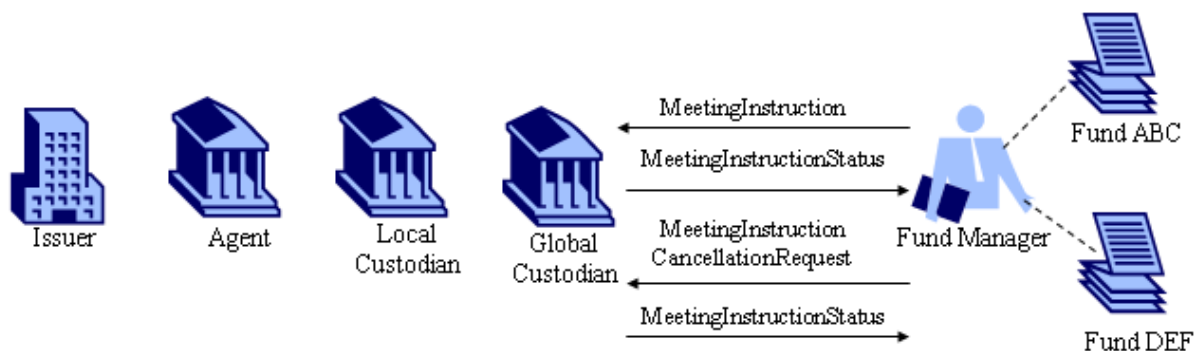 MeetingInstruction
Fund ABC
MeetingInstructionStatus
Issuer
Agent
Local
Custodian
Global
Custodian
MeetingInstruction
CancellationRequest
Fund Manager
MeetingInstructionStatus
Fund DEF